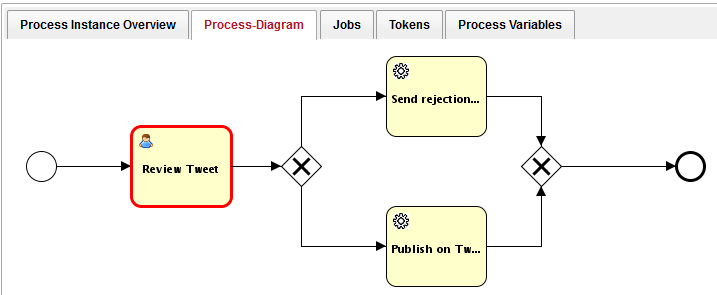 Process Instance Overview
Process-Diagram
Jobs
Tokens
Process Variables
Send rejection...
Review Tweet
Publish on Tw...